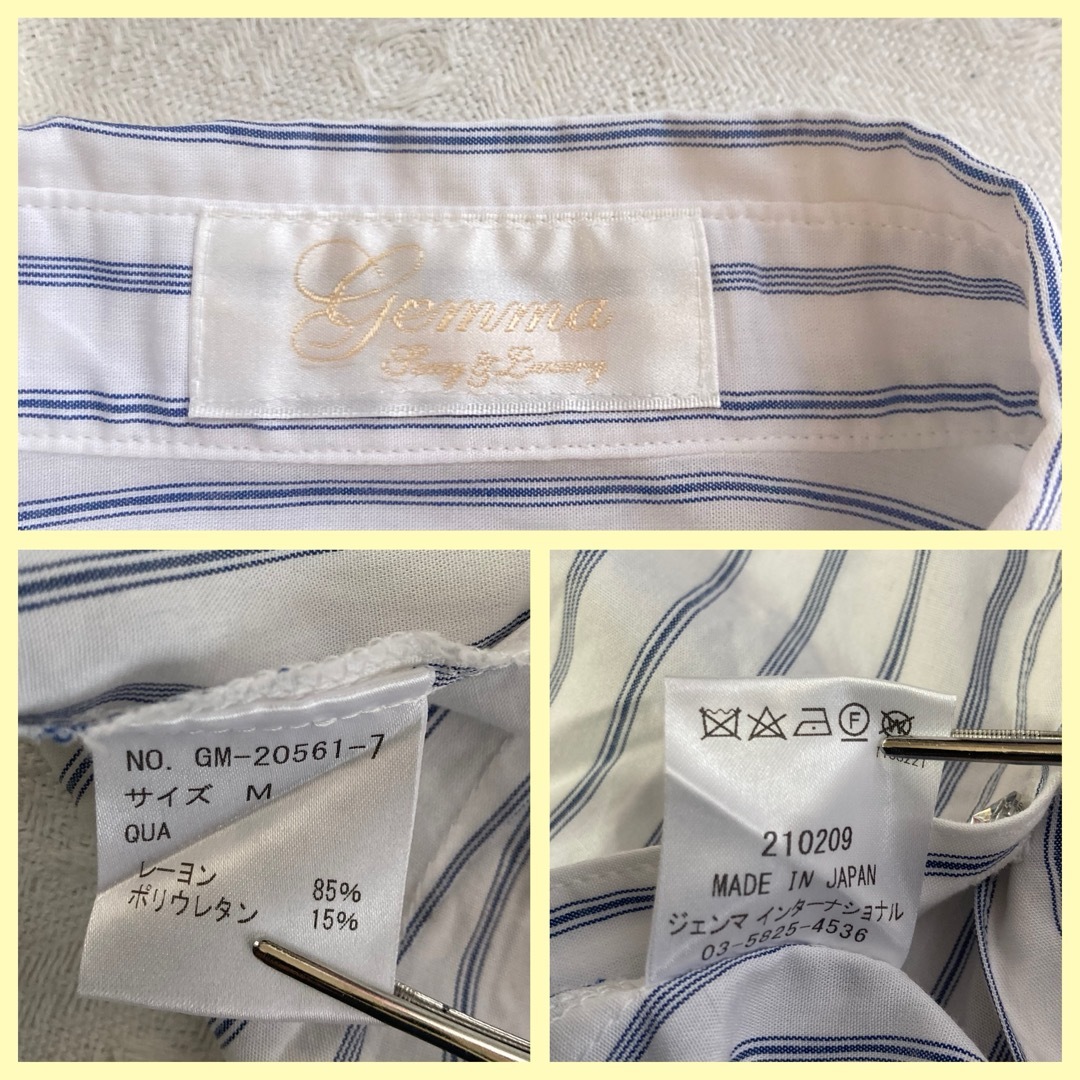 Gemma
& Luxury
NO. GM-20561-7
サイズ M
QUA
レーヨン 85%
ポリウレタン 15%
F
W
210209
MADE IN JAPAN
ジェンマ インターナショナル
03-5825-4536